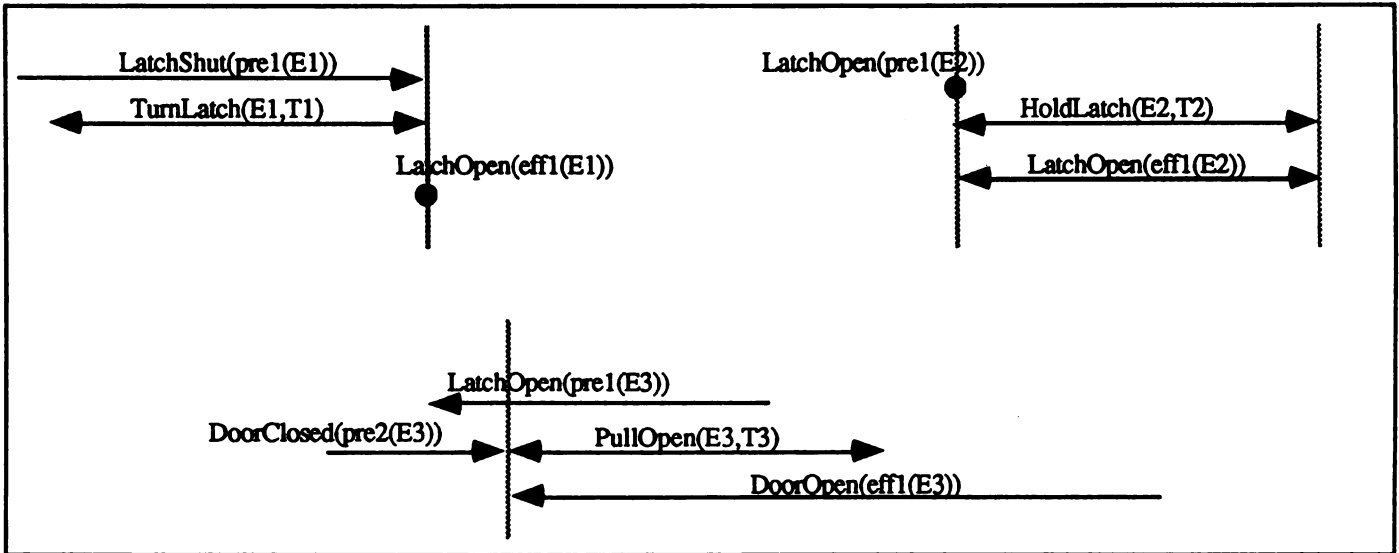 LatchShut(pre1(E1))
TurnLatch(E1,T1)
LatchOpen(eff1(E1))
LatchOpen(pre1(E2))
HoldLatch(E2,T2)
LatchOpen(eff1(E2))
LatchOpen(pre1(E3))
DoorClosed(pre2(E3))
PullOpen(E3,T3)
DoorOpen(eff1(E3))